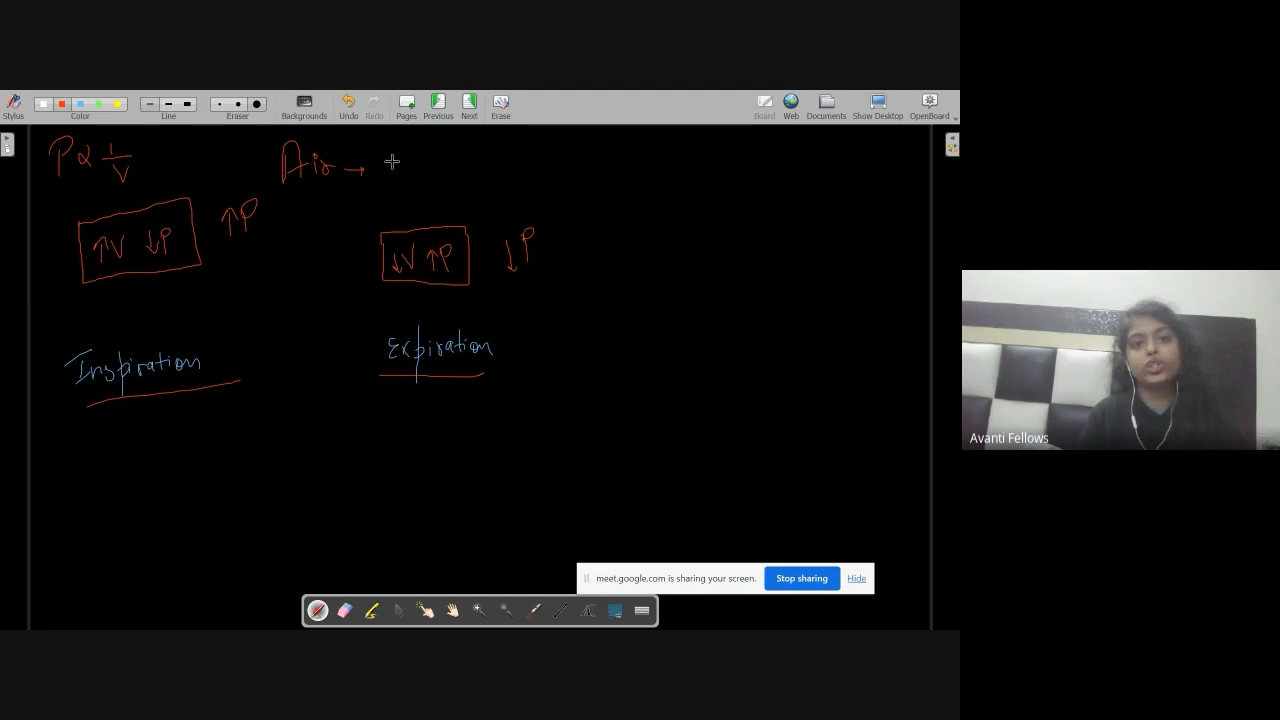 Stylus
Color
Line
Eraser
Backgrounds
Undo
Redo
Pages
Previous
Next
Erase
Board
Web
Documents
Show Desktop
OpenBoard
P ∝ 1/V
Air →
↑V ↓P
↑P
↓V ↑P
↓P
Inspiration
Expiration
Avanti Fellows
meet.google.com is sharing your screen.
Stop sharing
Hide